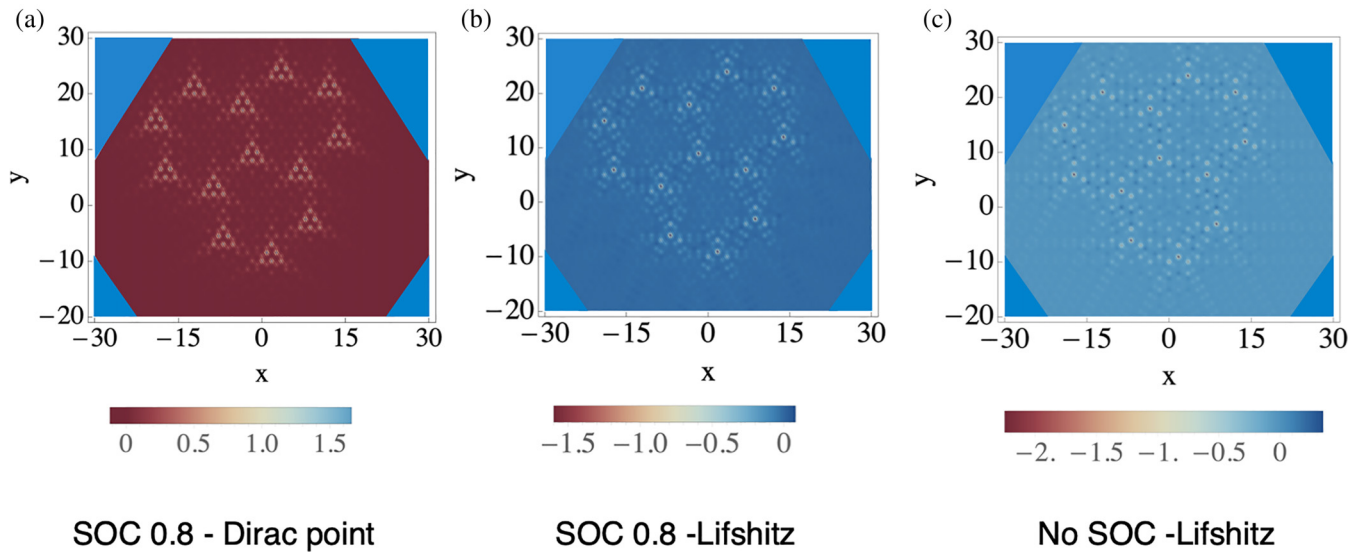 (a)
30
20
10
0
−10
−20
y
−30 −15 0 15 30
x
0 0.5 1.0 1.5
SOC 0.8 - Dirac point
(b)
30
20
10
0
−10
−20
y
−30 −15 0 15 30
x
−1.5 −1.0 −0.5 0
SOC 0.8 -Lifshitz
(c)
30
20
10
0
−10
−20
y
−30 −15 0 15 30
x
−2. −1.5 −1. −0.5 0
No SOC -Lifshitz